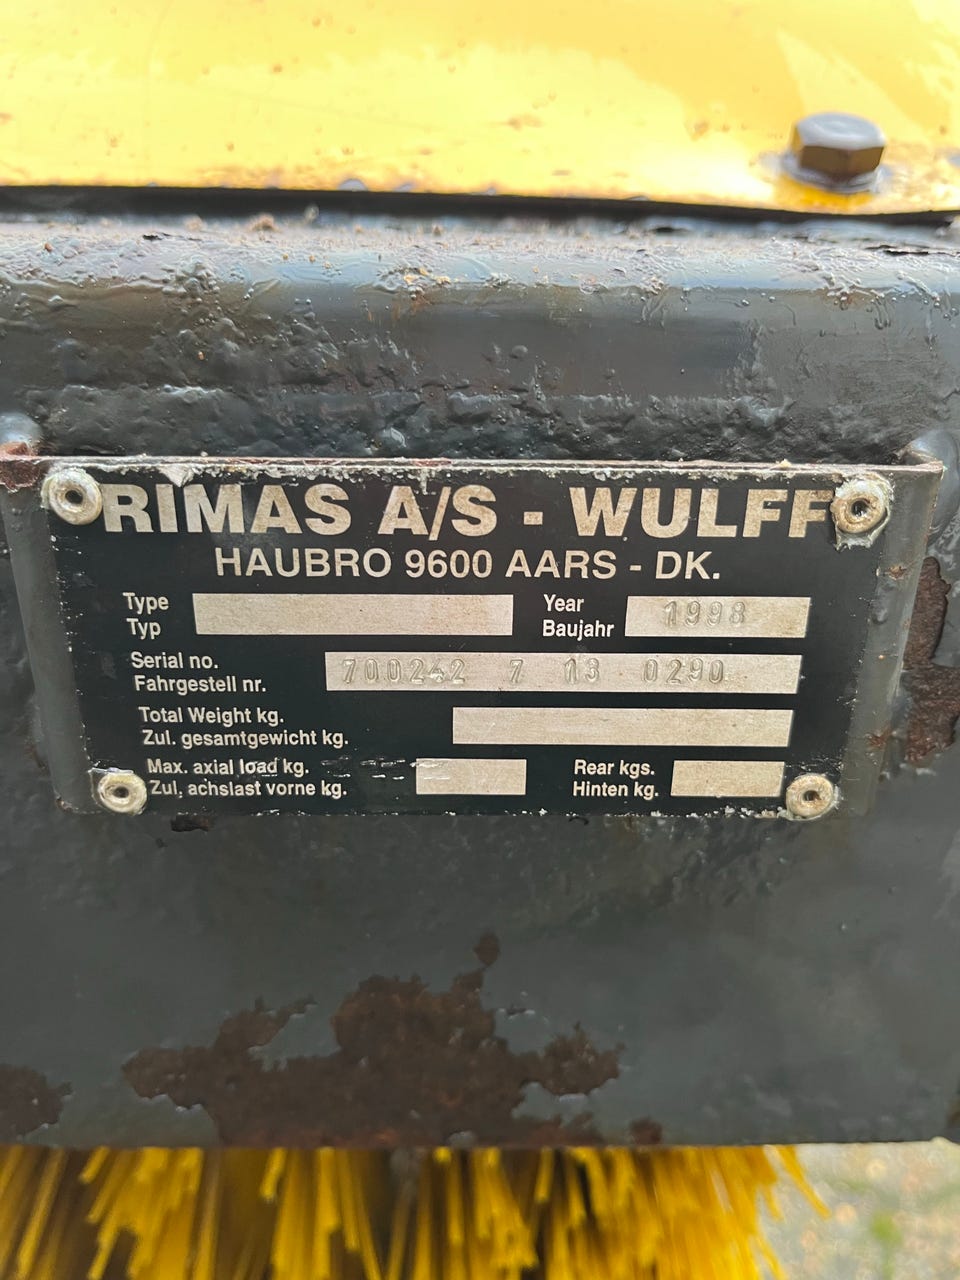 RIMAS A/S - WULFF
HAUBRO 9600 AARS - DK.
Type
Typ
Year
Baujahr
1998
Serial no.
Fahrgestell nr.
700242 7 13 0290
Total Weight kg.
Zul. gesamtgewicht kg.
Max. axial load kg.
Zul. achslast vorne kg.
Rear kgs.
Hinten kg.